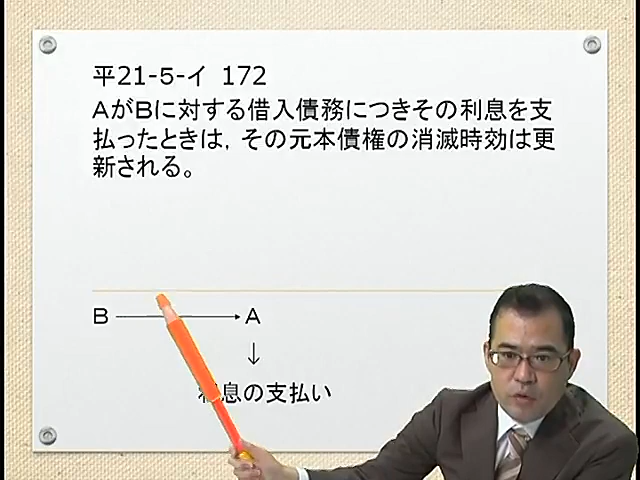 平21-5-イ 172
AがBに対する借入債務につきその利息を支
払ったときは，その元本債権の消滅時効は更
新される。
B → A
↓
利息の支払い